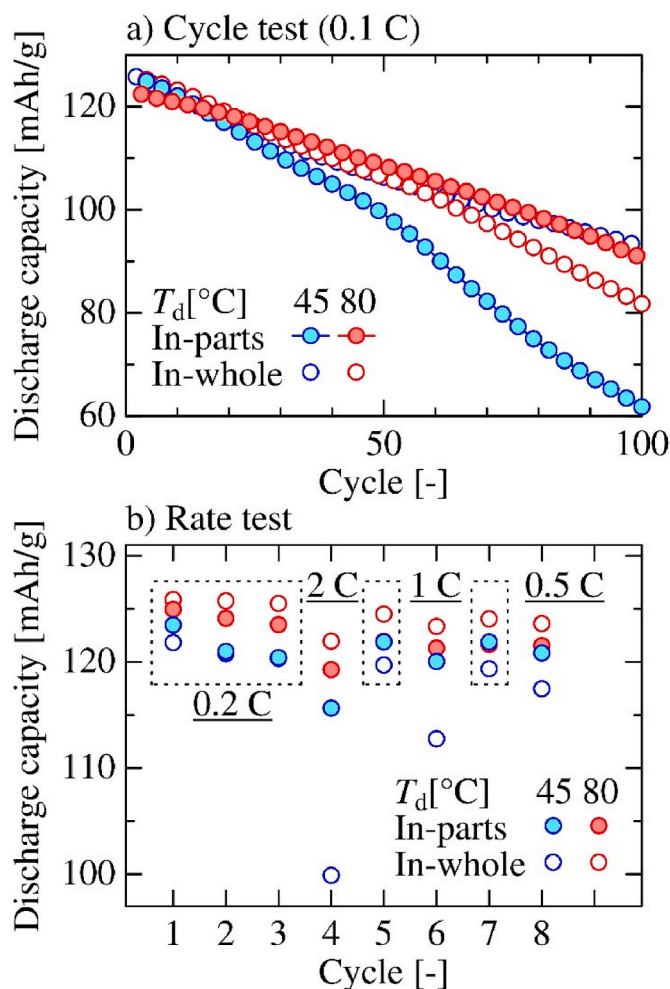 a) Cycle test (0.1 C)
Discharge capacity [mAh/g]
120
100
80
60
T_d[°C] 45 80
In-parts
In-whole
0 50 100
Cycle [-]
b) Rate test
Discharge capacity [mAh/g]
130
120
110
100
2 C 1 C 0.5 C
0.2 C
T_d[°C] 45 80
In-parts
In-whole
1 2 3 4 5 6 7 8
Cycle [-]